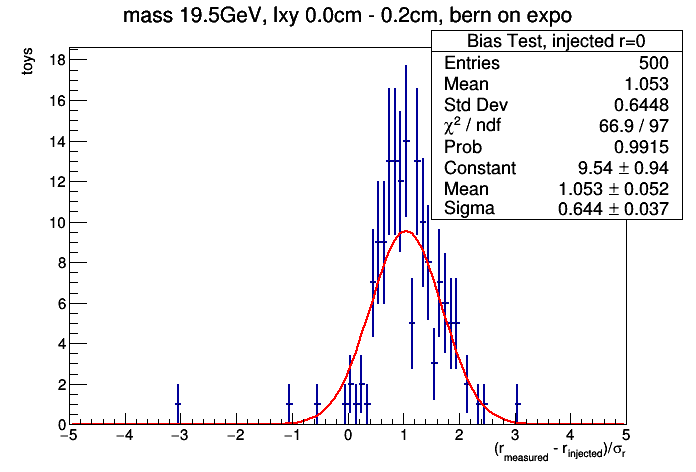 mass 19.5GeV, lxy 0.0cm - 0.2cm, bern on expo
Bias Test, injected r=0
Entries 500
Mean 1.053
Std Dev 0.6448
χ² / ndf 66.9 / 97
Prob 0.9915
Constant 9.54 ± 0.94
Mean 1.053 ± 0.052
Sigma 0.644 ± 0.037
toys
18
16
14
12
10
8
6
4
2
0
−5 −4 −3 −2 −1 0 1 2 3 4 5
(r_measured - r_injected)/σ_r